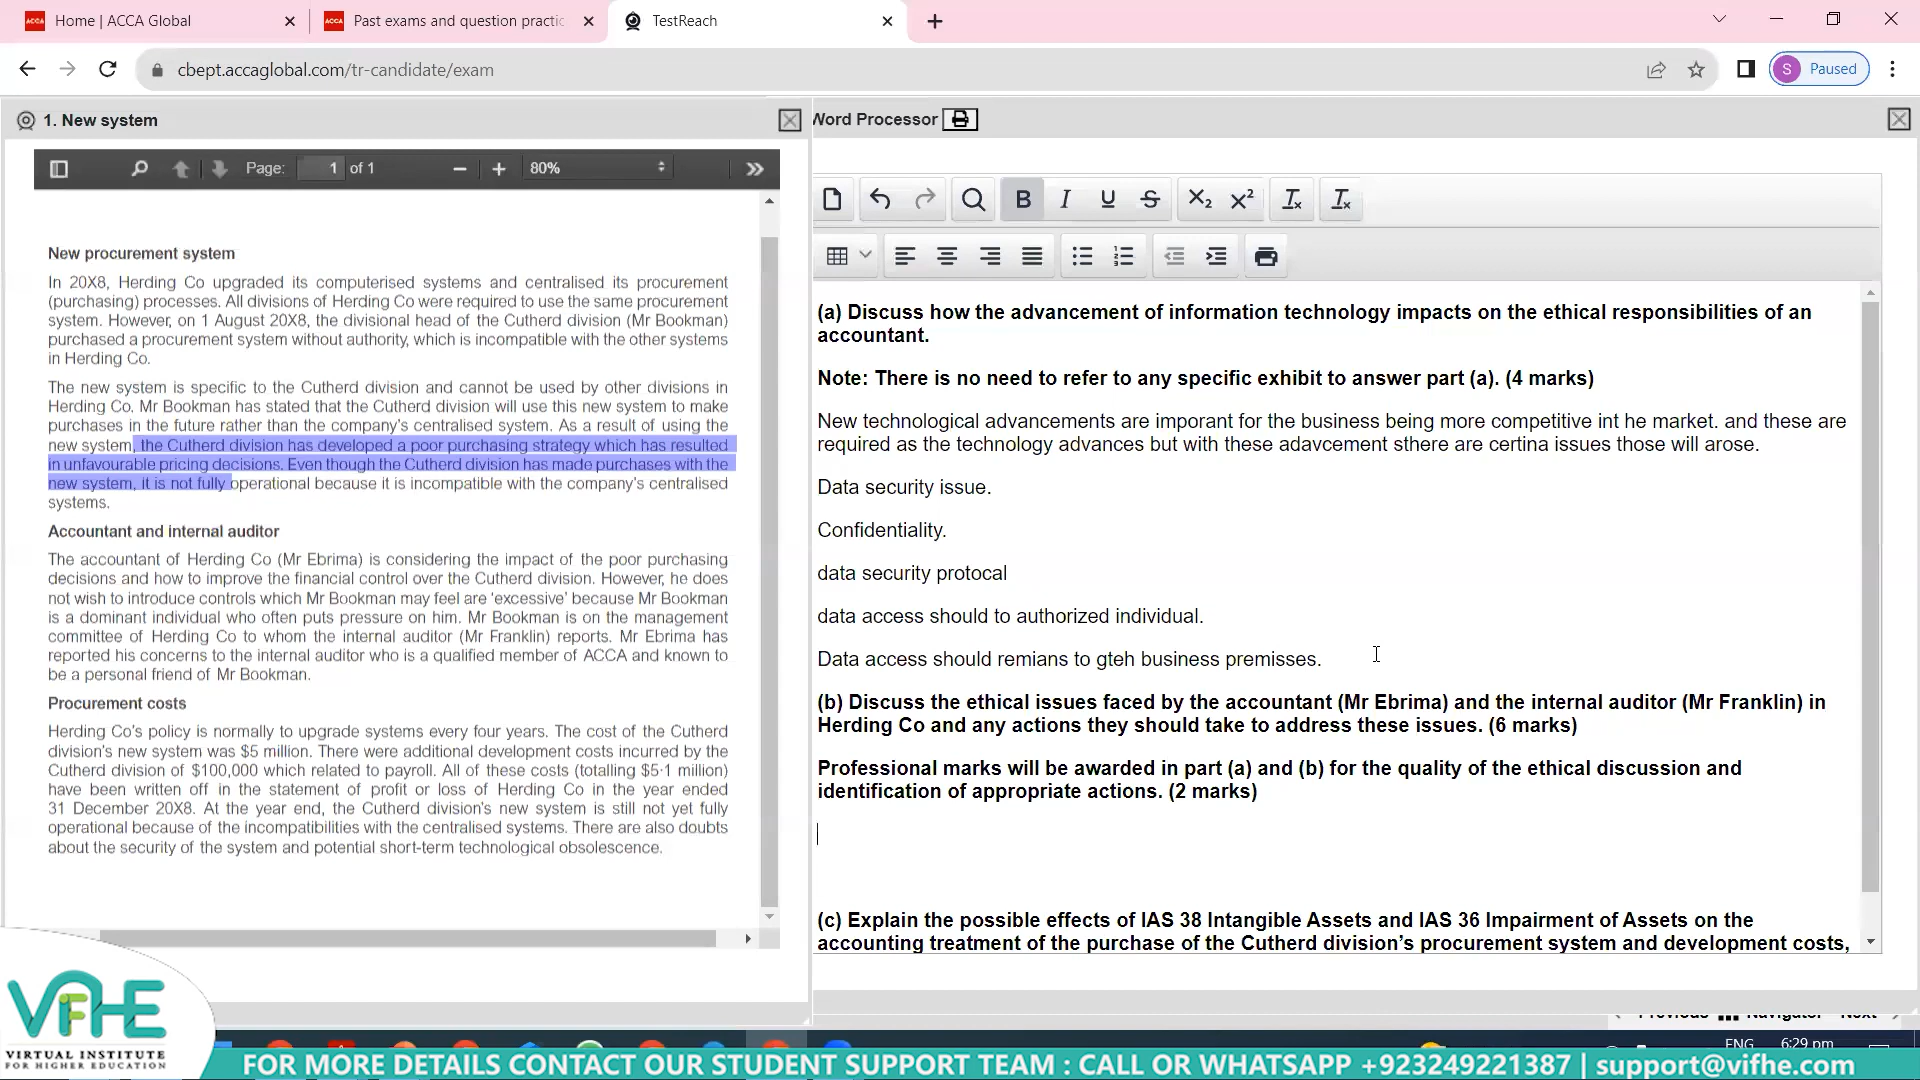 Home | ACCA Global
Past exams and question practic
TestReach
cbept.accaglobal.com/tr-candidate/exam
S Paused
1. New system
Word Processor
Page: 1 of 1
80%
New procurement system
In 20X8, Herding Co upgraded its computerised systems and centralised its procurement
(purchasing) processes. All divisions of Herding Co were required to use the same procurement
system. However, on 1 August 20X8, the divisional head of the Cutherd division (Mr Bookman)
purchased a procurement system without authority, which is incompatible with the other systems
in Herding Co.
The new system is specific to the Cutherd division and cannot be used by other divisions in
Herding Co. Mr Bookman has stated that the Cutherd division will use this new system to make
purchases in the future rather than the company's centralised system. As a result of using the
new system, the Cutherd division has developed a poor purchasing strategy which has resulted
in unfavourable pricing decisions. Even though the Cutherd division has made purchases with the
new system, it is not fully operational because it is incompatible with the company's centralised
systems.
Accountant and internal auditor
The accountant of Herding Co (Mr Ebrima) is considering the impact of the poor purchasing
decisions and how to improve the financial control over the Cutherd division. However, he does
not wish to introduce controls which Mr Bookman may feel are 'excessive' because Mr Bookman
is a dominant individual who often puts pressure on him. Mr Bookman is on the management
committee of Herding Co to whom the internal auditor (Mr Franklin) reports. Mr Ebrima has
reported his concerns to the internal auditor who is a qualified member of ACCA and known to
be a personal friend of Mr Bookman.
Procurement costs
Herding Co's policy is normally to upgrade systems every four years. The cost of the Cutherd
division's new system was $5 million. There were additional development costs incurred by the
Cutherd division of $100,000 which related to payroll. All of these costs (totalling $5·1 million)
have been written off in the statement of profit or loss of Herding Co in the year ended
31 December 20X8. At the year end, the Cutherd division's new system is still not yet fully
operational because of the incompatibilities with the centralised systems. There are also doubts
about the security of the system and potential short-term technological obsolescence.
(a) Discuss how the advancement of information technology impacts on the ethical responsibilities of an
accountant.
Note: There is no need to refer to any specific exhibit to answer part (a). (4 marks)
New technological advancements are imporant for the business being more competitive int he market. and these are
required as the technology advances but with these adavcement sthere are certina issues those will arose.
Data security issue.
Confidentiality.
data security protocal
data access should to authorized individual.
Data access should remians to gteh business premisses.
(b) Discuss the ethical issues faced by the accountant (Mr Ebrima) and the internal auditor (Mr Franklin) in
Herding Co and any actions they should take to address these issues. (6 marks)
Professional marks will be awarded in part (a) and (b) for the quality of the ethical discussion and
identification of appropriate actions. (2 marks)
(c) Explain the possible effects of IAS 38 Intangible Assets and IAS 36 Impairment of Assets on the
accounting treatment of the purchase of the Cutherd division's procurement system and development costs,
Previous Navigator Next
ENG 6:29 pm
VIFHE
VIRTUAL INSTITUTE
FOR HIGHER EDUCATION
FOR MORE DETAILS CONTACT OUR STUDENT SUPPORT TEAM : CALL OR WHATSAPP +923249221387 | support@vifhe.com